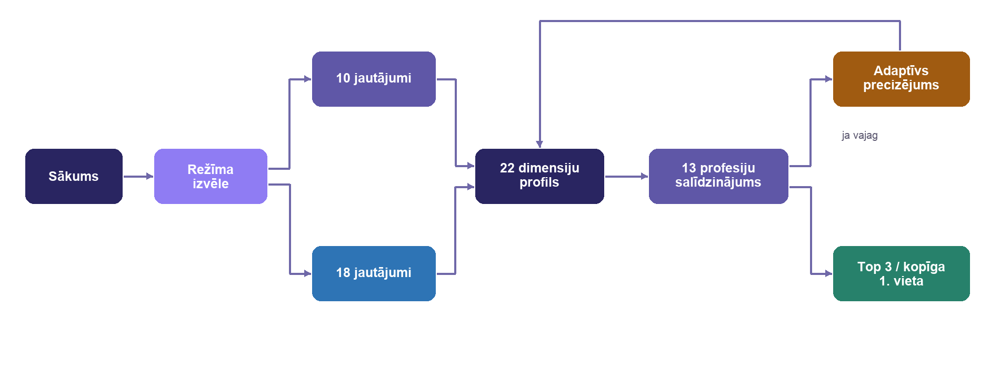 Sākums
Režīma
izvēle
10 jautājumi
18 jautājumi
22 dimensiju
profils
13 profesiju
salīdzinājums
Adaptīvs
precizējums
ja vajag
Top 3 / kopīga
1. vieta